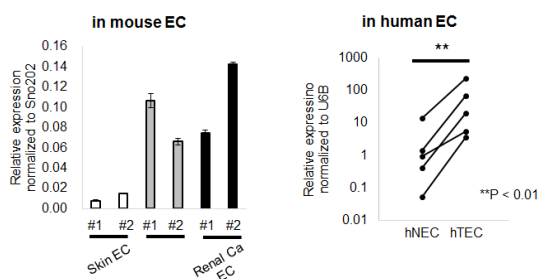 in mouse EC
Relative expression
normalized to Sno202
0.16
0.14
0.12
0.10
0.08
0.06
0.04
0.02
0.00
#1 #2 #1 #2 #1 #2
Skin EC
Renal Ca
EC
in human EC
Relative expressino
normalized to U6B
1000
100
10
1
0.1
0.01
**
**P < 0.01
hNEC hTEC